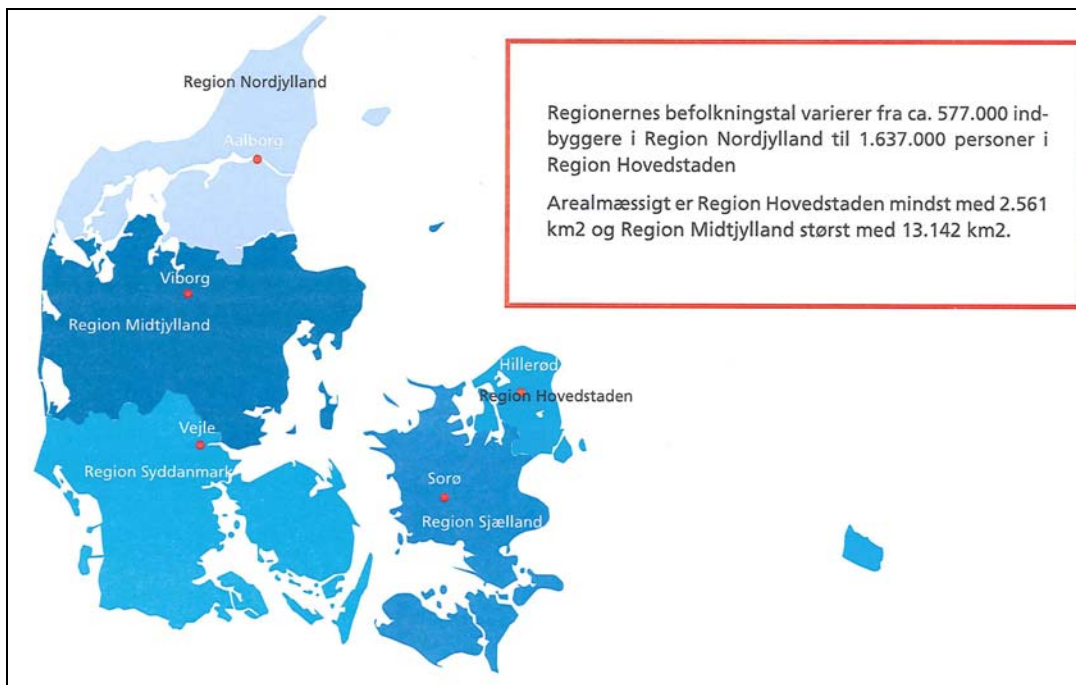 Region Nordjylland
Aalborg
Viborg
Region Midtjylland
Vejle
Region Syddanmark
Hillerød
Region Hovedstaden
Sorø
Region Sjælland
Regionernes befolkningstal varierer fra ca. 577.000 ind-
byggere i Region Nordjylland til 1.637.000 personer i
Region Hovedstaden
Arealmæssigt er Region Hovedstaden mindst med 2.561
km2 og Region Midtjylland størst med 13.142 km2.